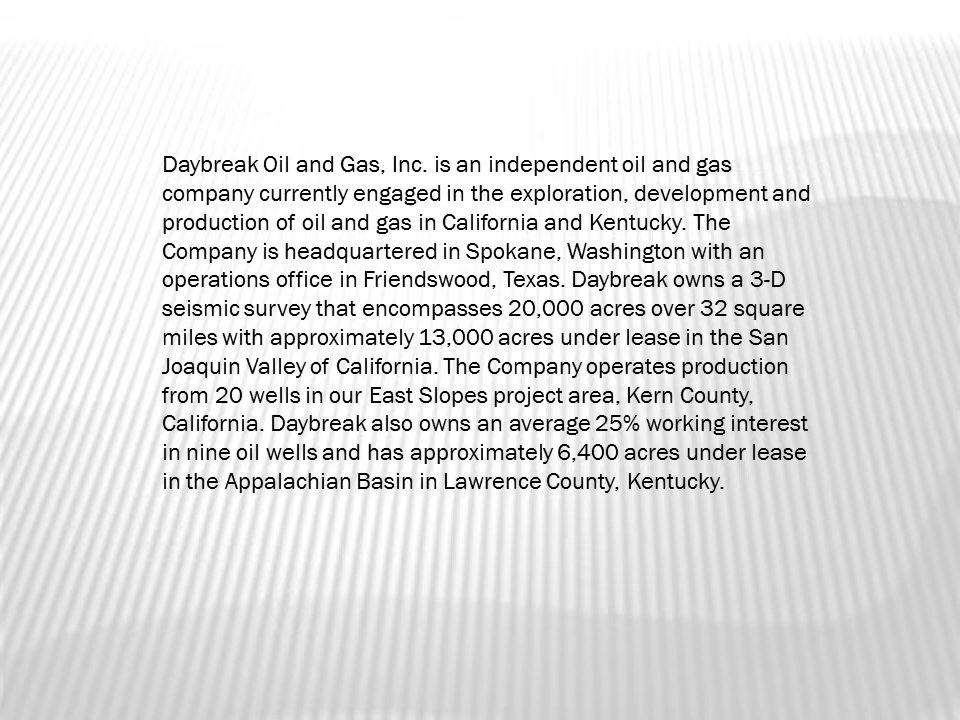 Daybreak Oil and Gas, Inc. is an independent oil and gas
company currently engaged in the exploration, development and
production of oil and gas in California and Kentucky. The
Company is headquartered in Spokane, Washington with an
operations office in Friendswood, Texas. Daybreak owns a 3-D
seismic survey that encompasses 20,000 acres over 32 square
miles with approximately 13,000 acres under lease in the San
Joaquin Valley of California. The Company operates production
from 20 wells in our East Slopes project area, Kern County,
California. Daybreak also owns an average 25% working interest
in nine oil wells and has approximately 6,400 acres under lease
in the Appalachian Basin in Lawrence County, Kentucky.